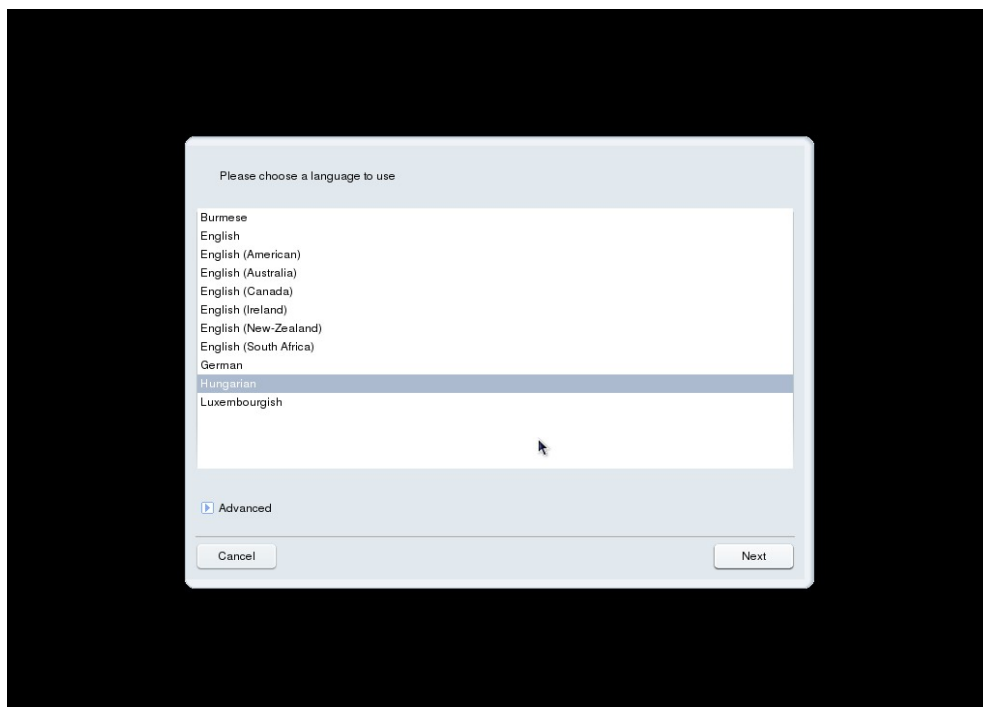 Please choose a language to use
Burmese
English
English (American)
English (Australia)
English (Canada)
English (Ireland)
English (New-Zealand)
English (South Africa)
German
Hungarian
Luxembourgish
Advanced
Cancel
Next